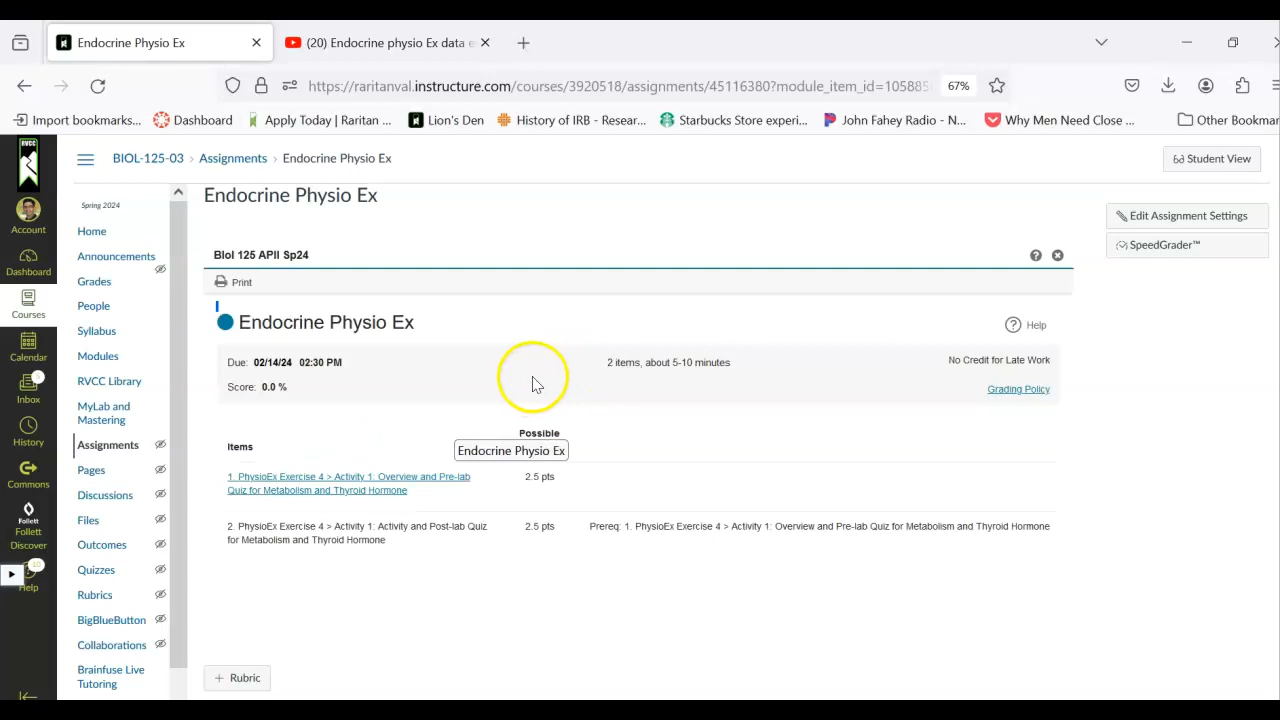 Endocrine Physio Ex
(20) Endocrine physio Ex data e
https://raritanval.instructure.com/courses/3920518/assignments/45116380?module_item_id=105885
67%
Import bookmarks...
Dashboard
Apply Today | Raritan ...
Lion's Den
History of IRB - Resear...
Starbucks Store experi...
John Fahey Radio - N...
Why Men Need Close ...
Other Bookmar
RVCC
BIOL-125-03 › Assignments › Endocrine Physio Ex
Student View
Account
Dashboard
Courses
Calendar
5
Inbox
History
Commons
Follett
Follett
Discover
10
Help
Spring 2024
Home
Announcements
Grades
People
Syllabus
Modules
RVCC Library
MyLab and
Mastering
Assignments
Pages
Discussions
Files
Outcomes
Quizzes
Rubrics
BigBlueButton
Collaborations
Brainfuse Live
Tutoring
Endocrine Physio Ex
Edit Assignment Settings
SpeedGrader™
Biol 125 APII Sp24
Print
Endocrine Physio Ex
Help
Due: 02/14/24 02:30 PM
2 items, about 5-10 minutes
No Credit for Late Work
Score: 0.0 %
Grading Policy
Items
Possible
Endocrine Physio Ex
1. PhysioEx Exercise 4 > Activity 1: Overview and Pre-lab
Quiz for Metabolism and Thyroid Hormone
2.5 pts
2. PhysioEx Exercise 4 > Activity 1: Activity and Post-lab Quiz
for Metabolism and Thyroid Hormone
2.5 pts
Prereq: 1. PhysioEx Exercise 4 > Activity 1: Overview and Pre-lab Quiz for Metabolism and Thyroid Hormone
+ Rubric